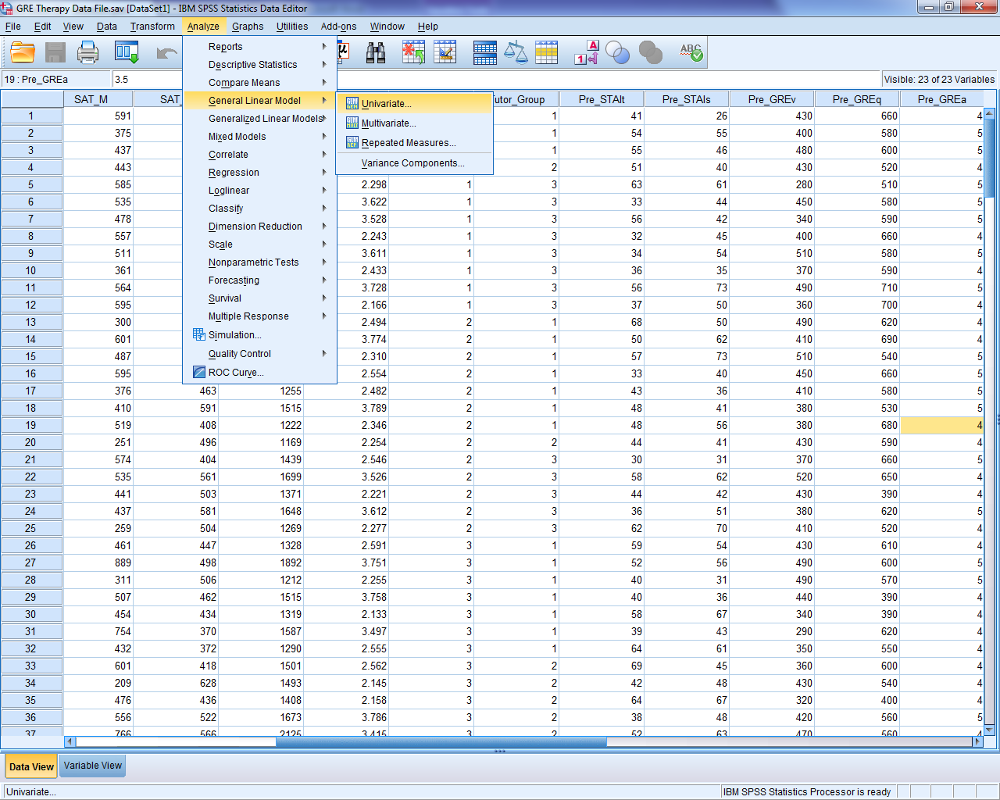 GRE Therapy Data File.sav [DataSet1] - IBM SPSS Statistics Data Editor
File Edit View Data Transform Analyze Graphs Utilities Add-ons Window Help
19 : Pre_GREa 3.5 Visible: 23 of 23 Variables
Reports
Descriptive Statistics
Compare Means
General Linear Model
Generalized Linear Models
Mixed Models
Correlate
Regression
Loglinear
Classify
Dimension Reduction
Scale
Nonparametric Tests
Forecasting
Survival
Multiple Response
Simulation...
Quality Control
ROC Curve...
Univariate...
Multivariate...
Repeated Measures...
Variance Components...
SAT_M SAT_ Tutor_Group Pre_STAIt Pre_STAIs Pre_GREv Pre_GREq Pre_GREa
1 591 1 41 26 430 660 4
2 375 1 54 55 400 580 5
3 437 1 55 46 480 600 5
4 443 2 51 40 430 520 4
5 585 2.298 1 3 63 61 280 510 5
6 535 3.622 1 3 33 44 450 580 5
7 478 3.528 1 3 56 42 340 590 5
8 557 2.243 1 3 32 45 400 660 4
9 511 3.611 1 3 34 54 510 580 5
10 361 2.433 1 3 36 35 370 590 4
11 564 3.728 1 3 56 73 490 710 5
12 595 2.166 1 3 37 50 360 700 4
13 300 2.494 2 1 68 50 490 620 4
14 601 3.774 2 1 50 62 410 690 4
15 487 2.310 2 1 57 73 510 540 5
16 595 2.554 2 1 33 40 450 660 5
17 376 463 1255 2.482 2 1 43 36 410 580 5
18 410 591 1515 3.789 2 1 48 41 380 530 5
19 519 408 1222 2.346 2 1 48 56 380 680 4
20 251 496 1169 2.254 2 2 44 41 430 590 4
21 574 404 1439 2.546 2 3 30 31 370 660 5
22 535 561 1699 3.526 2 3 58 62 520 650 4
23 441 503 1371 2.221 2 3 44 42 430 390 4
24 437 581 1648 3.612 2 3 36 51 380 620 5
25 259 504 1269 2.277 2 3 62 70 410 520 4
26 461 447 1328 2.591 3 1 59 54 430 610 4
27 889 498 1892 3.751 3 1 52 56 490 600 5
28 311 506 1212 2.255 3 1 40 31 490 570 5
29 507 462 1515 3.758 3 1 40 36 440 390 4
30 454 434 1319 2.133 3 1 58 67 340 390 4
31 754 370 1587 3.497 3 1 39 43 290 620 4
32 432 372 1290 2.555 3 1 64 61 350 550 4
33 601 418 1501 2.562 3 2 69 45 360 600 4
34 209 628 1493 2.145 3 2 42 48 430 540 4
35 476 436 1408 2.158 3 2 64 67 320 400 4
36 556 522 1673 3.786 3 2 38 48 420 560 5
37 766 566 2125 3.415 3 2 52 63 470 560 4
Data View Variable View
Univariate... IBM SPSS Statistics Processor is ready